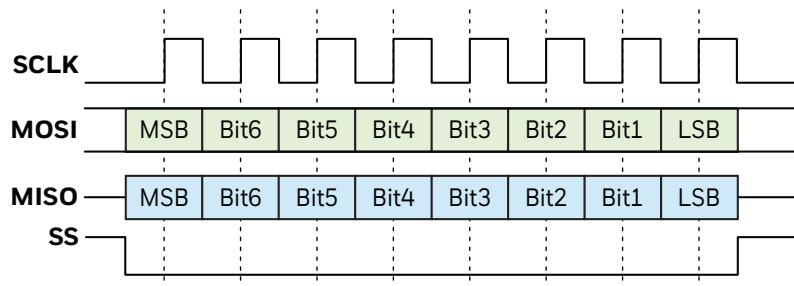 SCLK
MOSI MSB Bit6 Bit5 Bit4 Bit3 Bit2 Bit1 LSB
MISO MSB Bit6 Bit5 Bit4 Bit3 Bit2 Bit1 LSB
SS